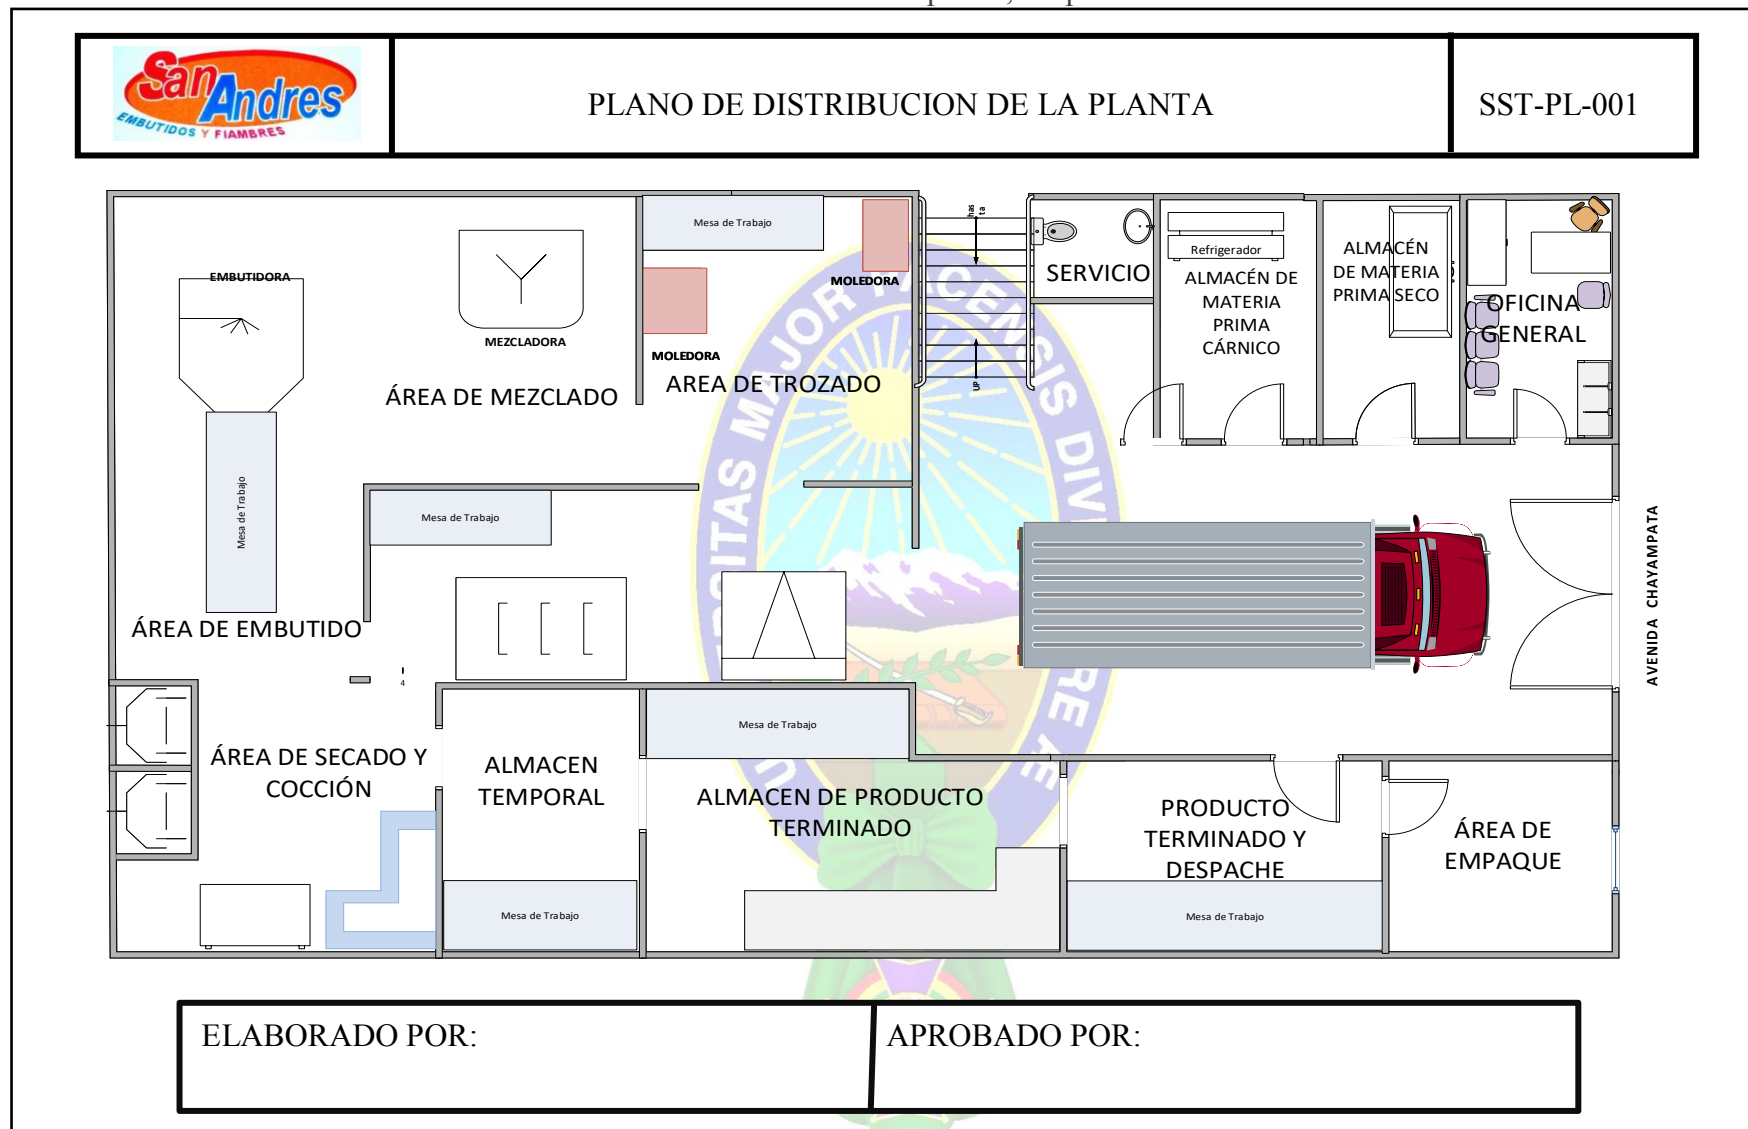 San Andres
EMBUTIDOS Y FIAMBRES
PLANO DE DISTRIBUCION DE LA PLANTA
SST-PL-001
Mesa de Trabajo
MOLEDORA
MOLEDORA
AREA DE TROZADO
EMBUTIDORA
MEZCLADORA
ÁREA DE MEZCLADO
Mesa de Trabajo
ÁREA DE EMBUTIDO
Mesa de Trabajo
has
ta
UP
SERVICIO
Refrigerador
ALMACÉN DE
MATERIA
PRIMA
CÁRNICO
ALMACÉN
DE MATERIA
PRIMA SECO
OFICINA
GENERAL
AVENIDA CHAYAMPATA
4
ÁREA DE SECADO Y
COCCIÓN
ALMACEN
TEMPORAL
Mesa de Trabajo
Mesa de Trabajo
ALMACEN DE PRODUCTO
TERMINADO
PRODUCTO
TERMINADO Y
DESPACHE
Mesa de Trabajo
ÁREA DE
EMPAQUE
ELABORADO POR:
APROBADO POR: